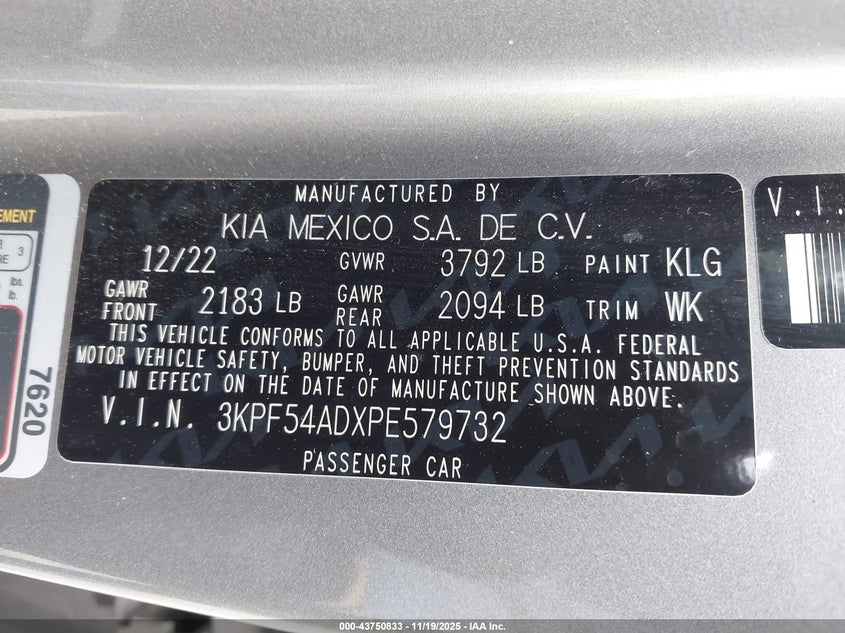 MANUFACTURED BY
KIA MEXICO S.A. DE C.V.
12/22 GVWR 3792 LB PAINT KLG
GAWR FRONT 2183 LB GAWR REAR 2094 LB TRIM WK
THIS VEHICLE CONFORMS TO ALL APPLICABLE U.S.A. FEDERAL
MOTOR VEHICLE SAFETY, BUMPER, AND THEFT PREVENTION STANDARDS
IN EFFECT ON THE DATE OF MANUFACTURE SHOWN ABOVE.
V.I.N. 3KPF54ADXPE579732
PASSENGER CAR
3
lbs.
lb.
7620
V.I.
000-43750833 - 11/19/2025 - IAA Inc.